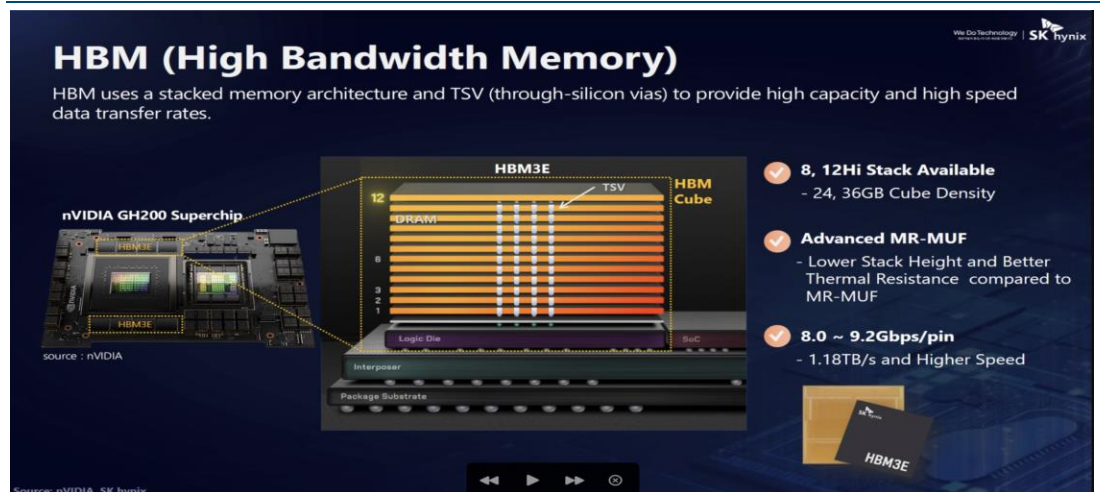 We Do Technology | SK hynix
HBM (High Bandwidth Memory)
HBM uses a stacked memory architecture and TSV (through-silicon vias) to provide high capacity and high speed
data transfer rates.
nVIDIA GH200 Superchip
HBM3E
HBM3E
NVIDIA
source : nVIDIA
HBM3E
TSV
HBM
Cube
12
DRAM
6
3
2
1
Logic Die
SoC
Interposer
Package Substrate
8, 12Hi Stack Available
- 24, 36GB Cube Density
Advanced MR-MUF
- Lower Stack Height and Better
Thermal Resistance compared to
MR-MUF
8.0 ~ 9.2Gbps/pin
- 1.18TB/s and Higher Speed
SK hynix
HBM3E
Source: nVIDIA, SK hynix